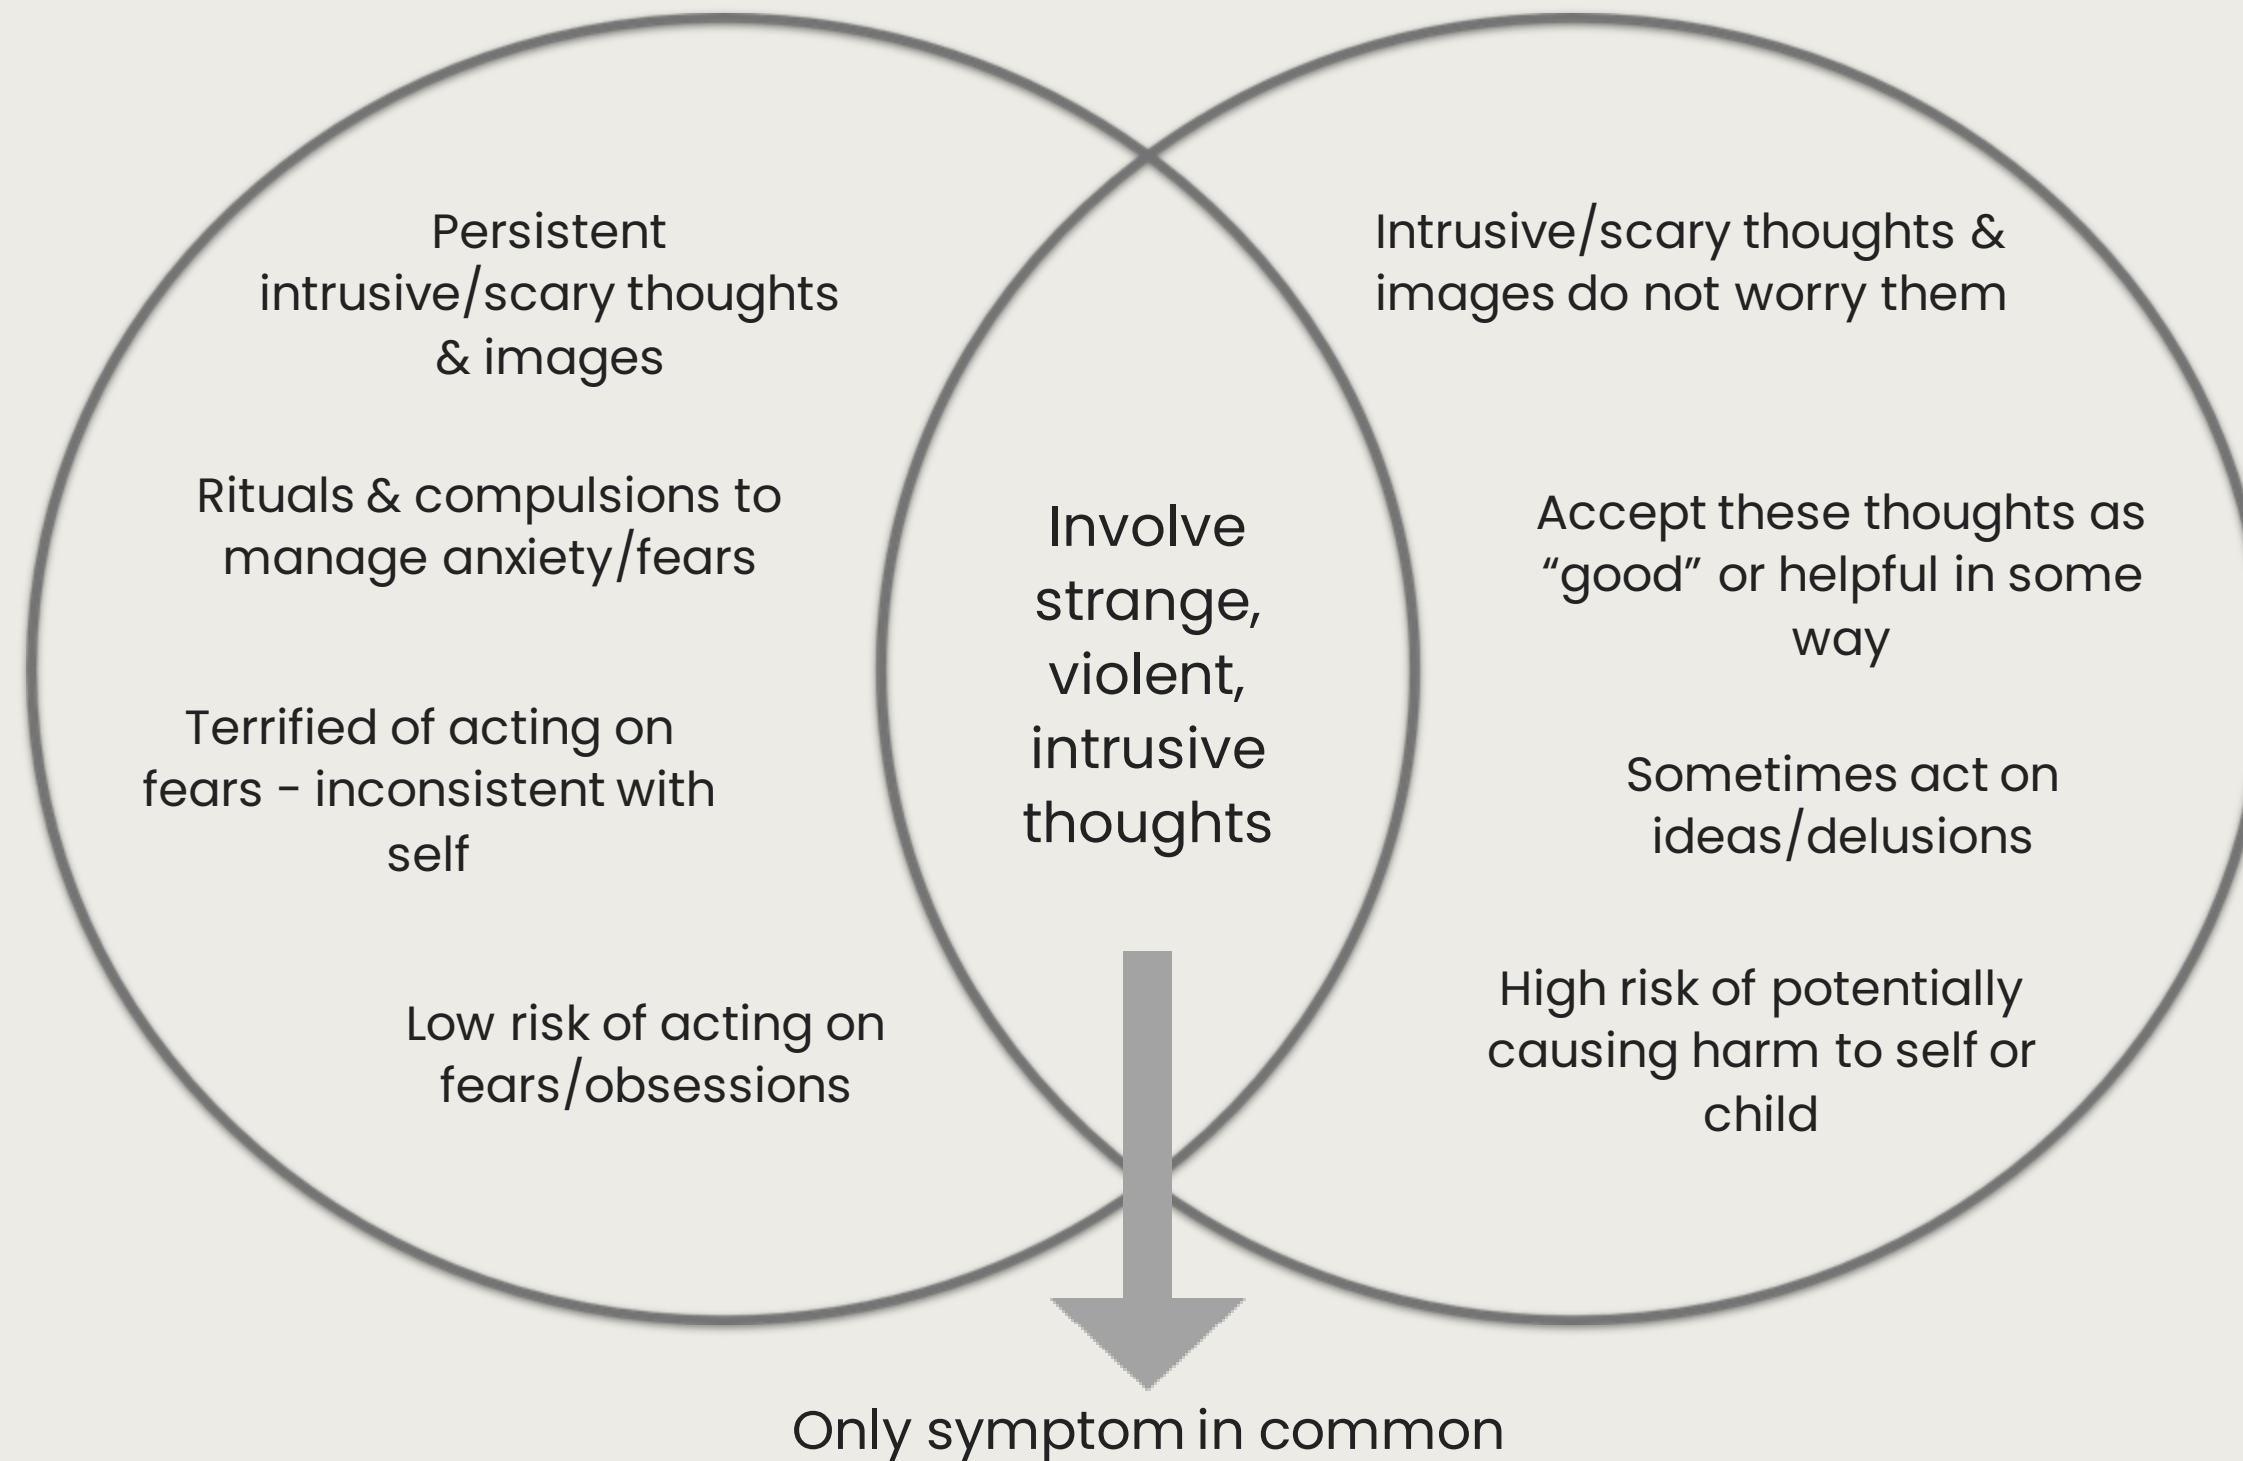 Persistent
intrusive/scary thoughts
& images
Rituals & compulsions to
manage anxiety/fears
Terrified of acting on
fears - inconsistent with
self
Low risk of acting on
fears/obsessions
Involve
strange,
violent,
intrusive
thoughts
Intrusive/scary thoughts &
images do not worry them
Accept these thoughts as
“good” or helpful in some
way
Sometimes act on
ideas/delusions
High risk of potentially
causing harm to self or
child
Only symptom in common